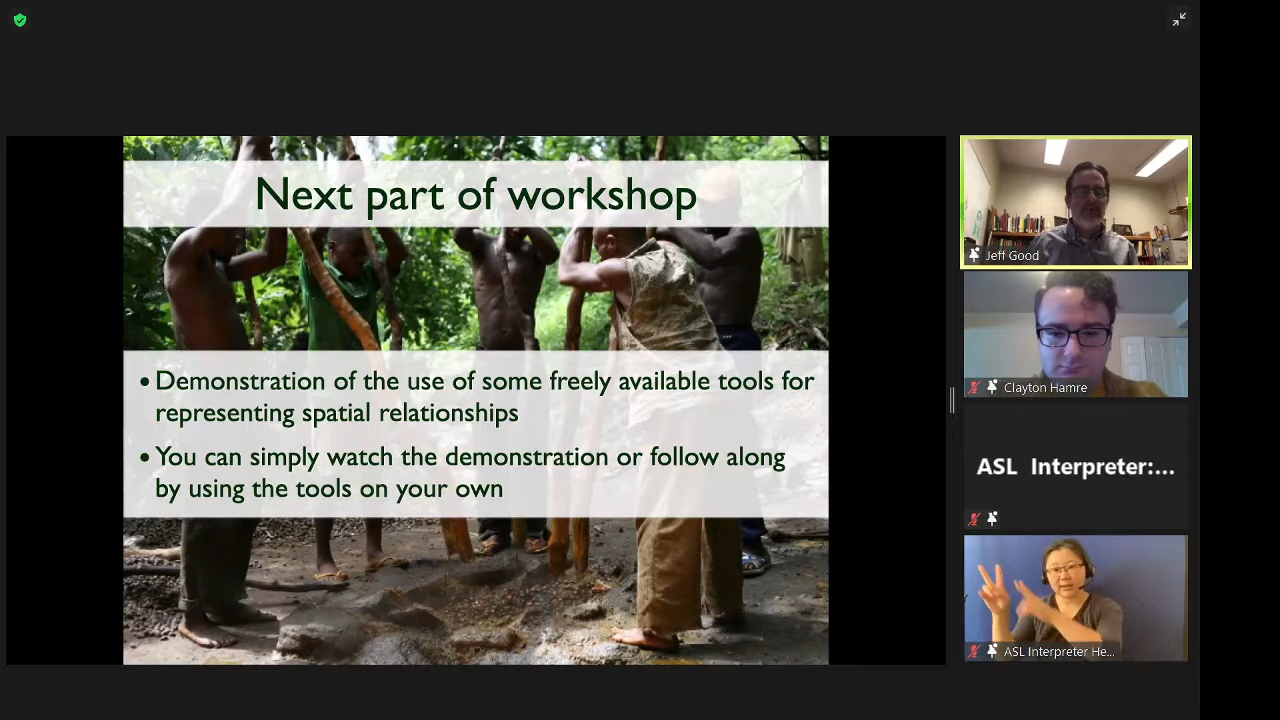 Next part of workshop
• Demonstration of the use of some freely available tools for
representing spatial relationships
• You can simply watch the demonstration or follow along
by using the tools on your own
Jeff Good
Clayton Hamre
ASL Interpreter:...
ASL Interpreter He...